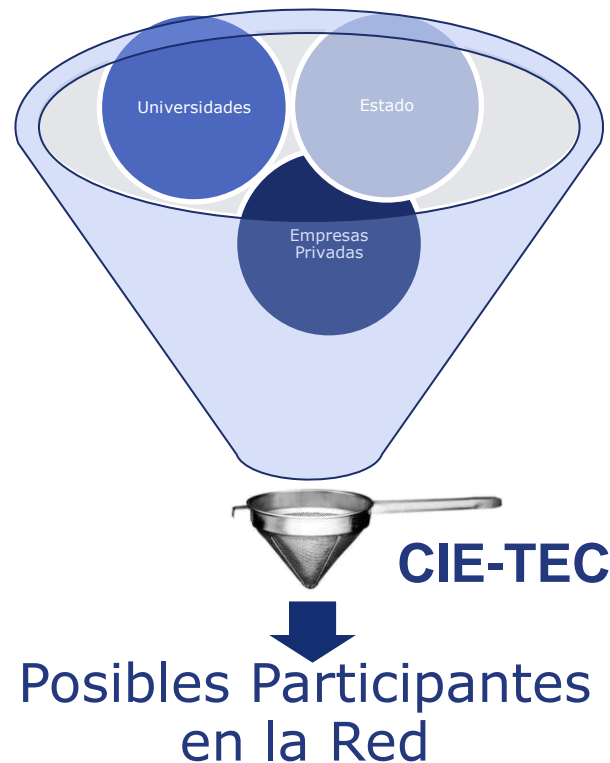 Universidades
Estado
Empresas
Privadas
CIE-TEC
Posibles Participantes
en la Red